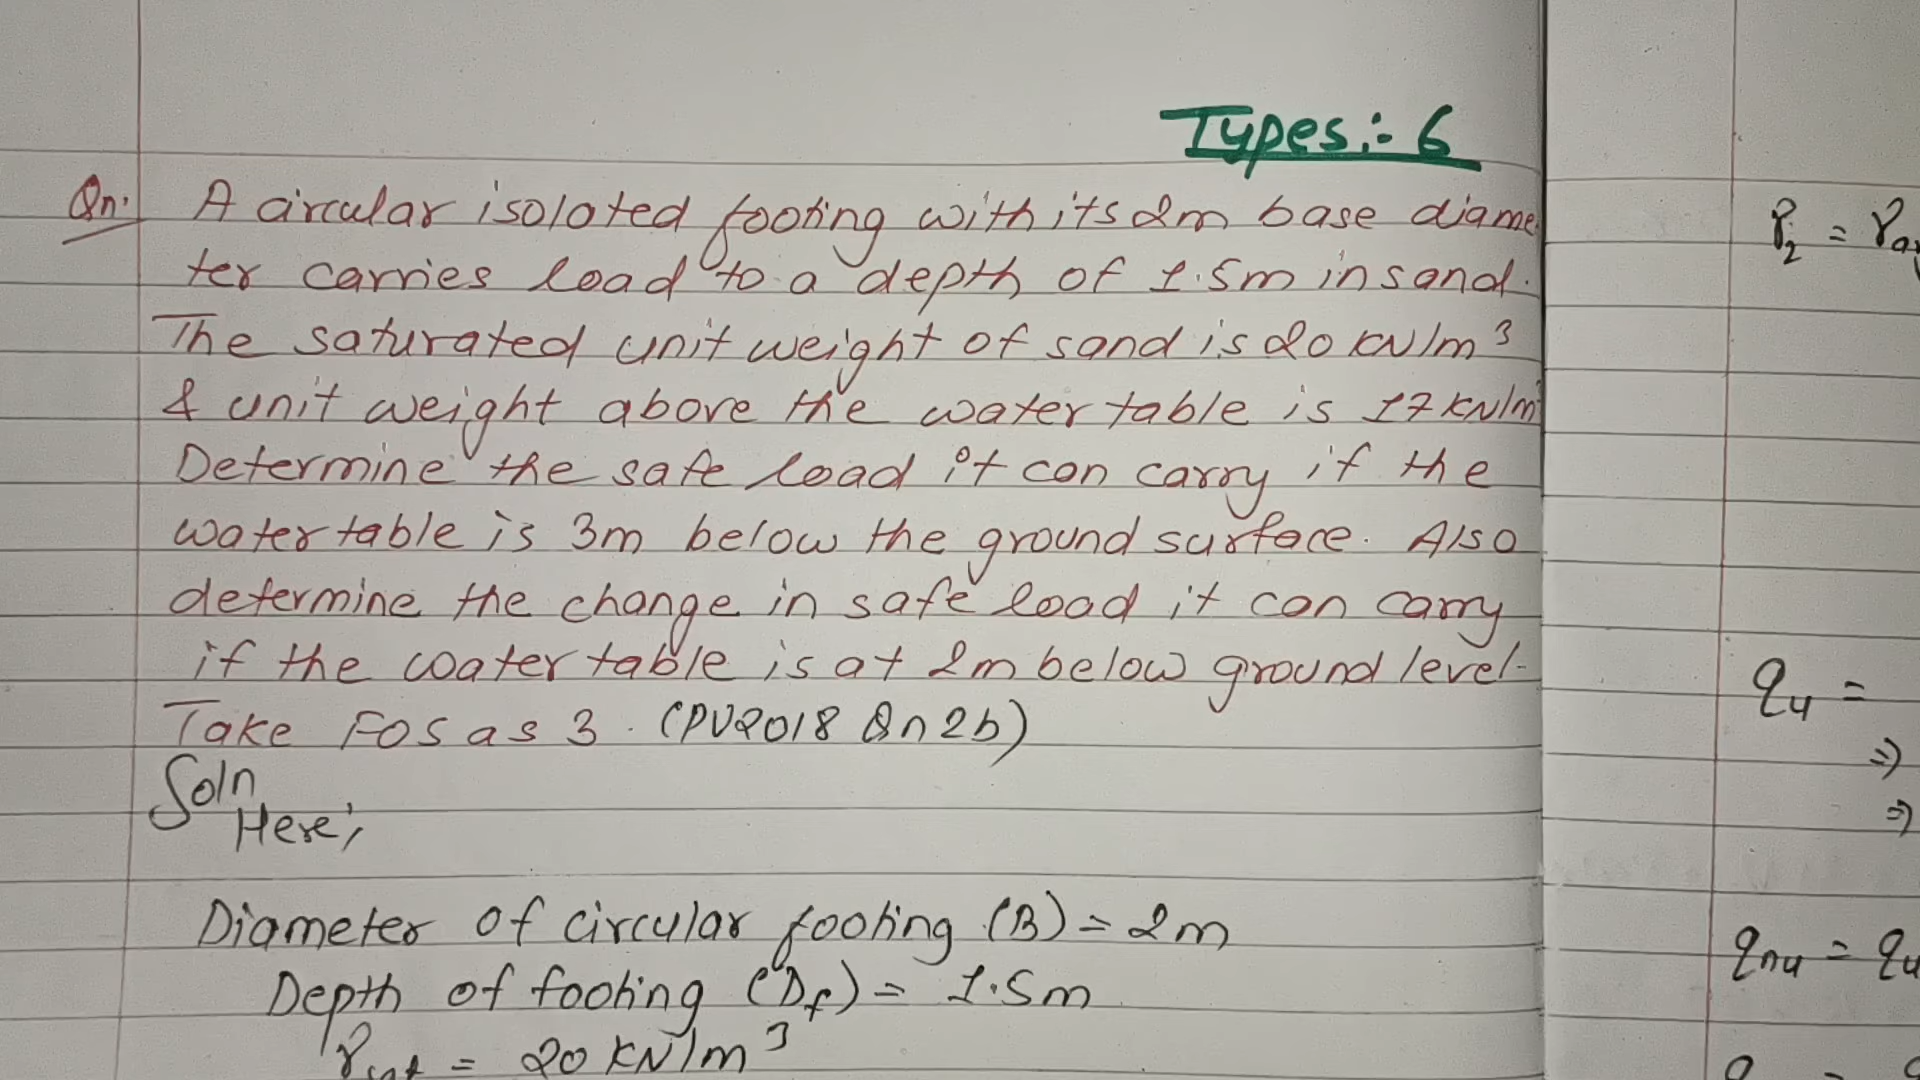 Types:- 6
Qn. A circular isolated footing with its 2m base diame
ter carries load to a depth of 1.5m in sand.
The saturated unit weight of sand is 20 kN/m³
& unit weight above the water table is 17 kN/m³
Determine the safe load it can carry if the
water table is 3m below the ground surface. Also
determine the change in safe load it can carry
if the water table is at 2m below ground level.
Take FOS as 3. (PU2018 Qn2b)
Soln
Here,
Diameter of circular footing (B) = 2m
Depth of footing (Df) = 1.5m
γsat = 20 kN/m³
γ2 =
qu =
⇒
⇒
qnu = qu